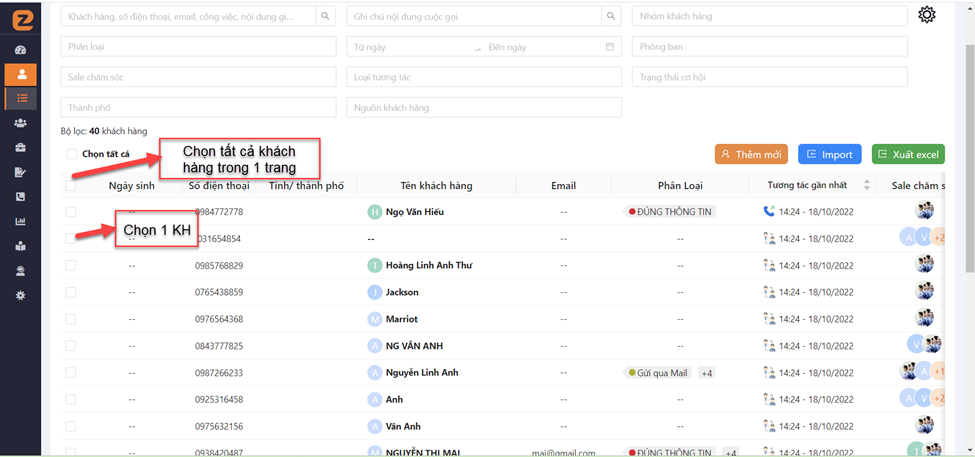 Khách hàng, số điện thoại, email, công việc, nội dung gi...
Ghi chú nội dung cuộc gọi
Nhóm khách hàng
Phân loại
Từ ngày → Đến ngày
Phòng ban
Sale chăm sóc
Loại tương tác
Trạng thái cơ hội
Thành phố
Nguồn khách hàng
Bộ lọc: 40 khách hàng
Chọn tất cả
Chọn tất cả khách
hàng trong 1 trang
Thêm mới
Import
Xuất excel
Ngày sinh Số điện thoại Tỉnh/ thành phố Tên khách hàng Email Phân Loại Tương tác gần nhất Sale chăm s
-- 0984772778 H Ngọ Văn Hiếu -- ĐÚNG THÔNG TIN 14:24 - 18/10/2022
Chọn 1 KH
031654854 -- -- -- 14:24 - 18/10/2022 A V +2
-- 0985768829 T Hoàng Linh Anh Thư -- -- 14:24 - 18/10/2022
-- 0765438859 J Jackson -- -- 14:24 - 18/10/2022
-- 0976564368 M Marriot -- -- 14:24 - 18/10/2022
-- 0843777825 A NG VÂN ANH -- -- 14:24 - 18/10/2022 V
-- 0987266233 A Nguyễn Linh Anh -- Gửi qua Mail +4 14:24 - 18/10/2022 A +1
-- 0925316458 A Anh -- -- 14:24 - 18/10/2022 A V +2
-- 0975632156 A Vân Anh -- -- 14:24 - 18/10/2022
-- 0938420487 NGUYỄN THỊ MAI mai@gmail.com ĐÚNG THÔNG TIN +4 14:24 - 18/10/2022 T